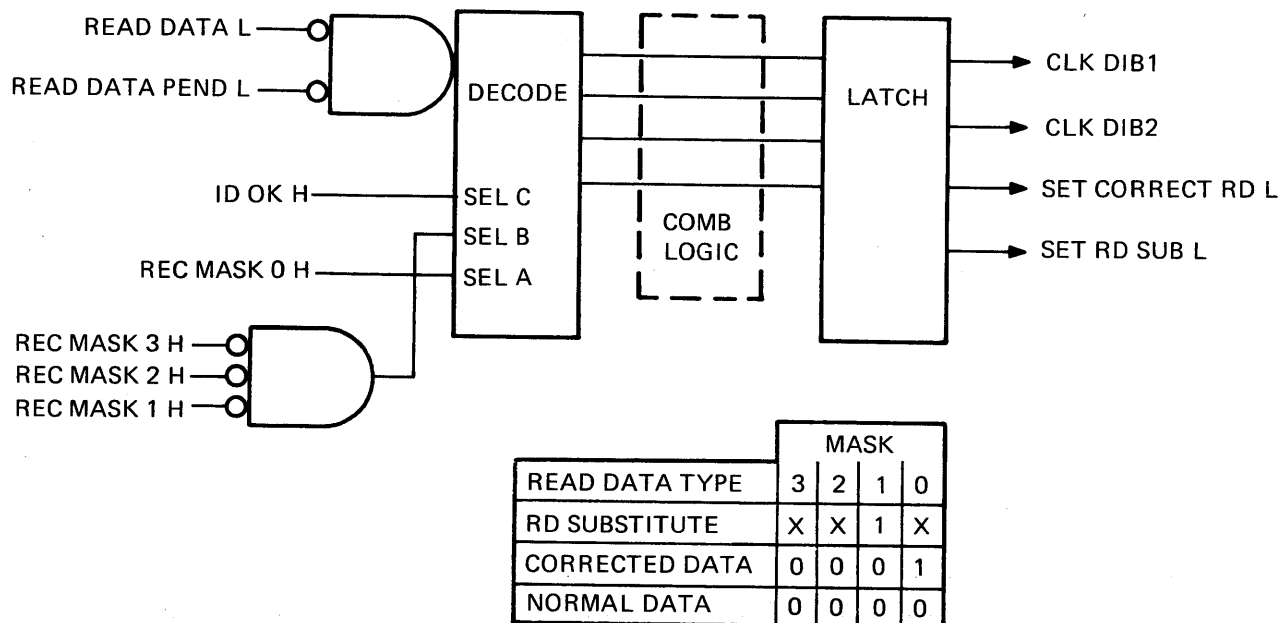 READ DATA L
READ DATA PEND L
DECODE
LATCH
CLK DIB1
CLK DIB2
SET CORRECT RD L
SET RD SUB L
ID OK H
SEL C
SEL B
REC MASK 0 H
SEL A
COMB
LOGIC
REC MASK 3 H
REC MASK 2 H
REC MASK 1 H
MASK
READ DATA TYPE 3 2 1 0
RD SUBSTITUTE X X 1 X
CORRECTED DATA 0 0 0 1
NORMAL DATA 0 0 0 0